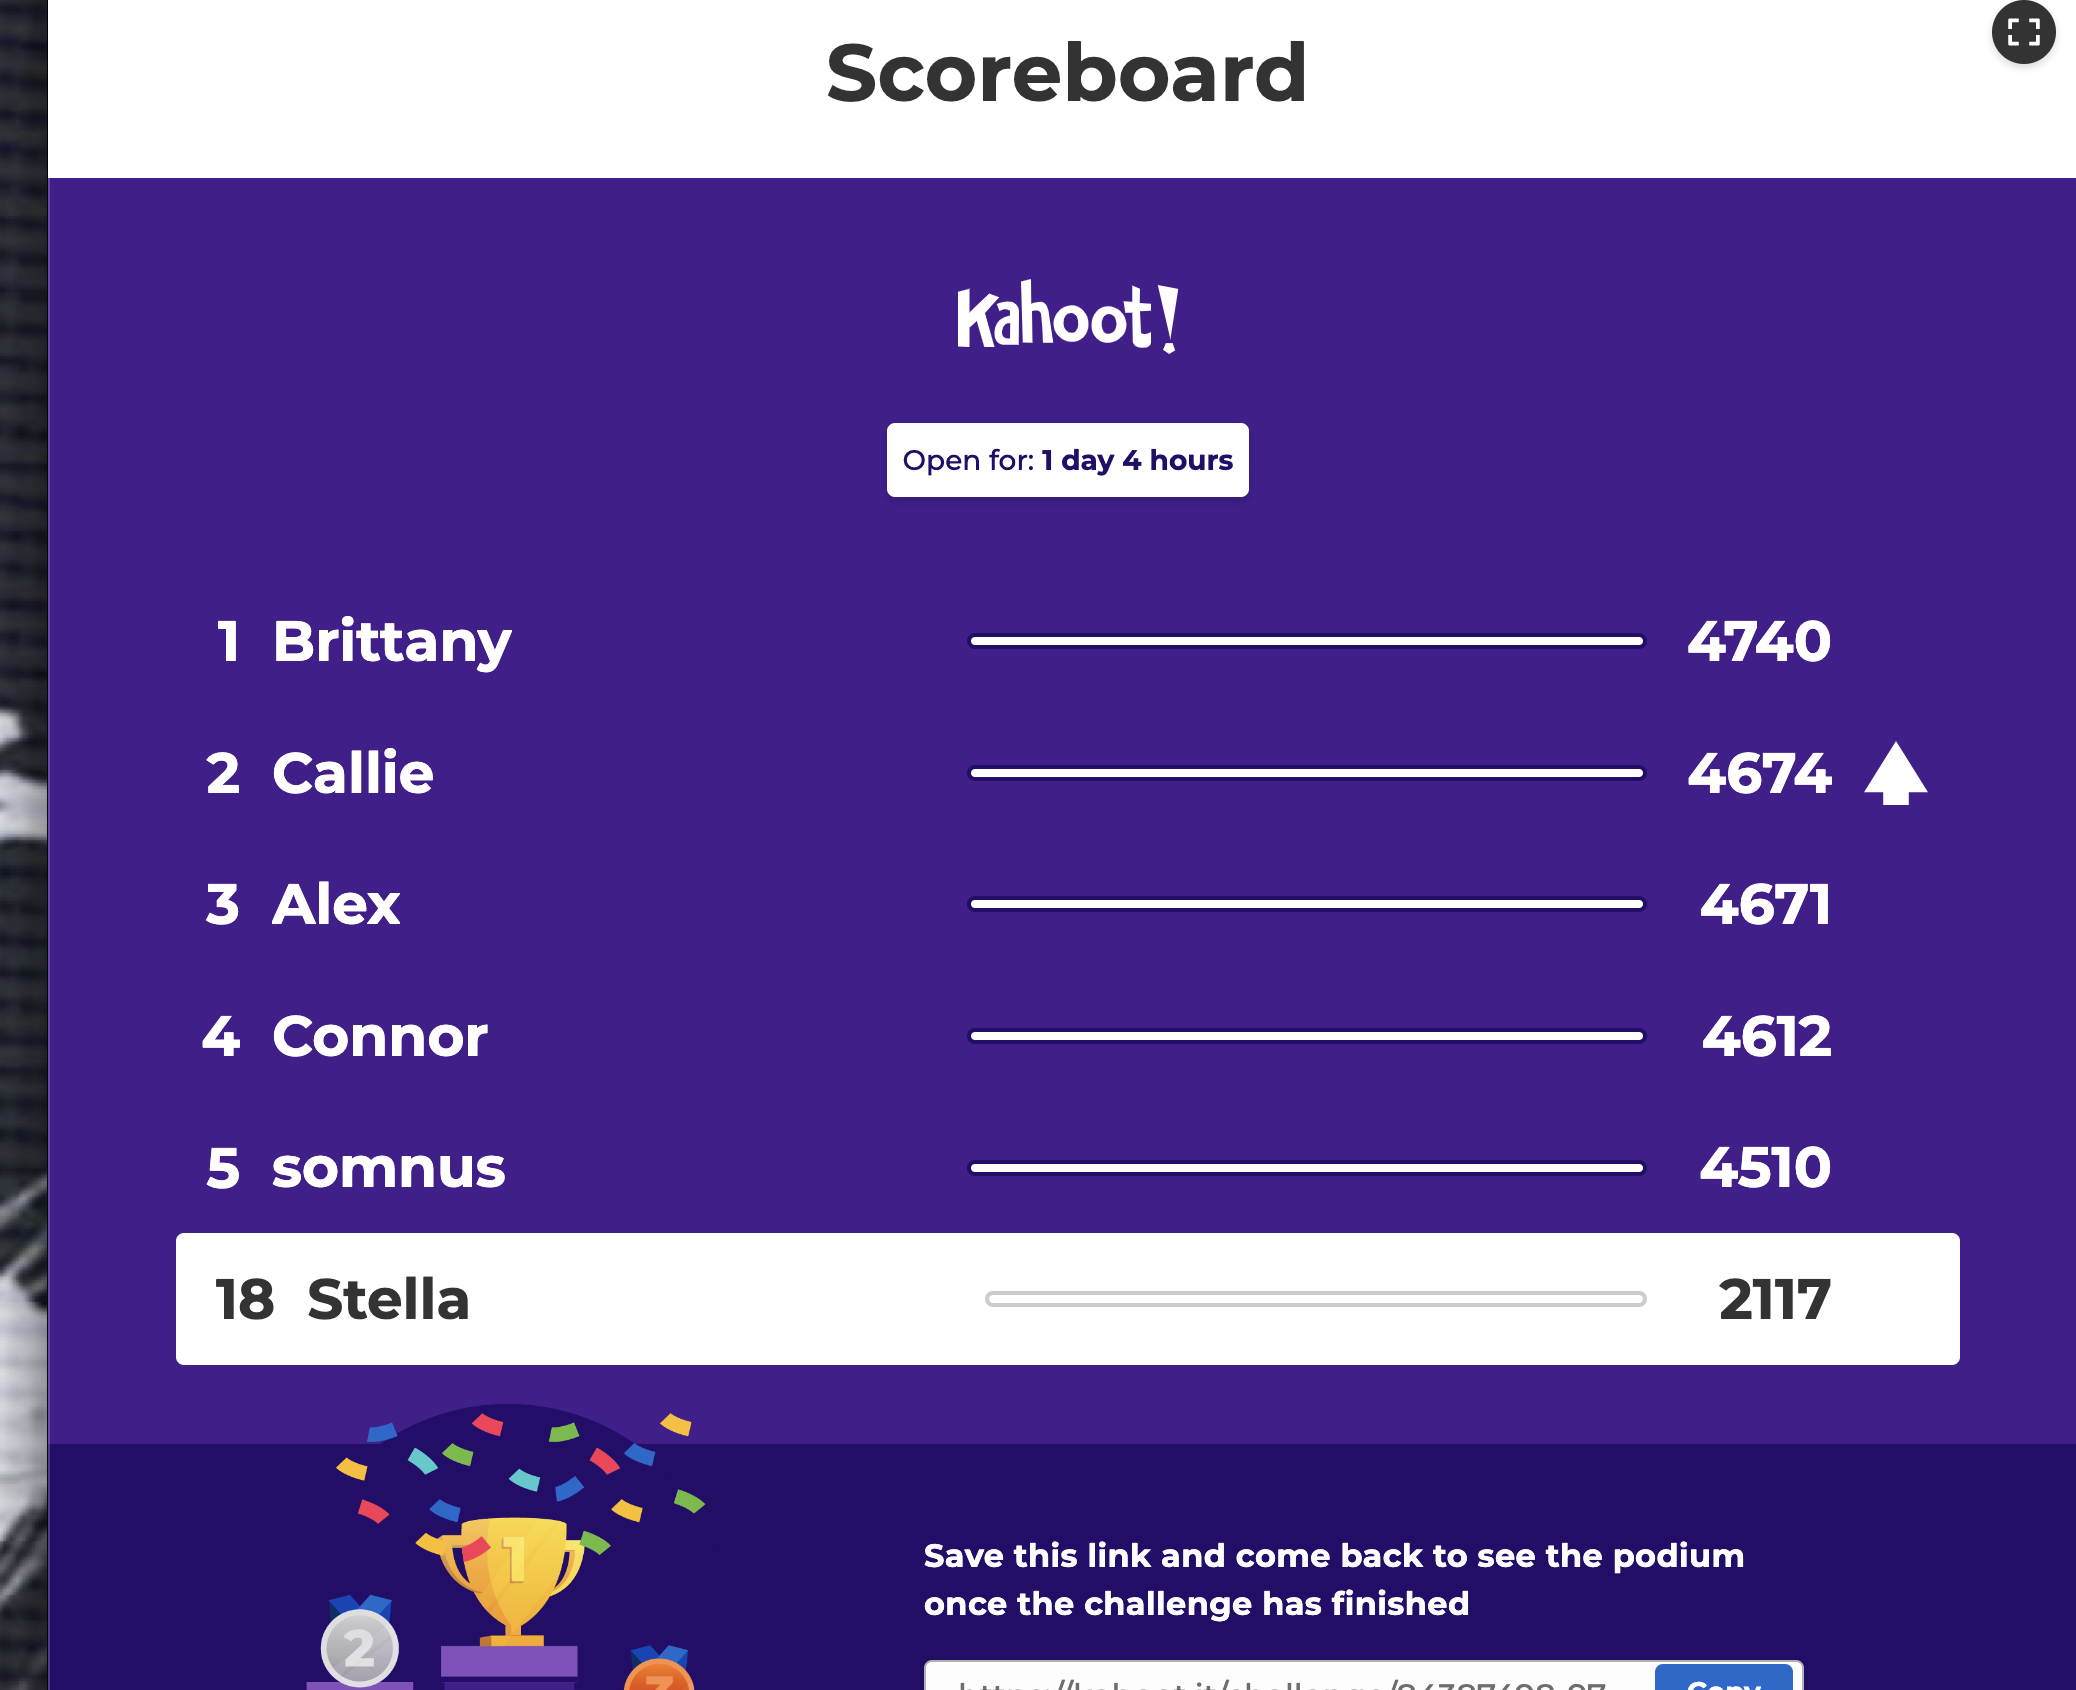 Scoreboard
Kahoot!
Open for: 1 day 4 hours
1 Brittany 4740
2 Callie 4674
3 Alex 4671
4 Connor 4612
5 somnus 4510
18 Stella 2117
1
Save this link and come back to see the podium
once the challenge has finished
2
3
Copy